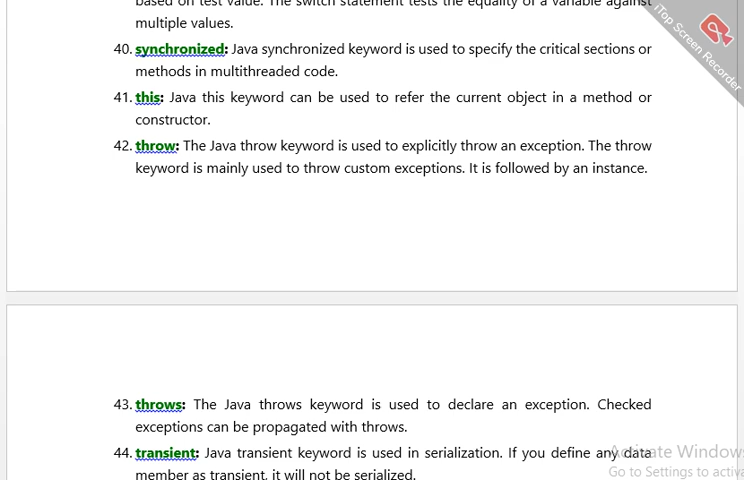 based on test value. The switch statement tests the equality of a variable against
multiple values.
40. synchronized: Java synchronized keyword is used to specify the critical sections or
methods in multithreaded code.
41. this: Java this keyword can be used to refer the current object in a method or
constructor.
42. throw: The Java throw keyword is used to explicitly throw an exception. The throw
keyword is mainly used to throw custom exceptions. It is followed by an instance.
43. throws: The Java throws keyword is used to declare an exception. Checked
exceptions can be propagated with throws.
44. transient: Java transient keyword is used in serialization. If you define any data
member as transient, it will not be serialized.
iTop Screen Recorder
Activate Windows
Go to Settings to activa